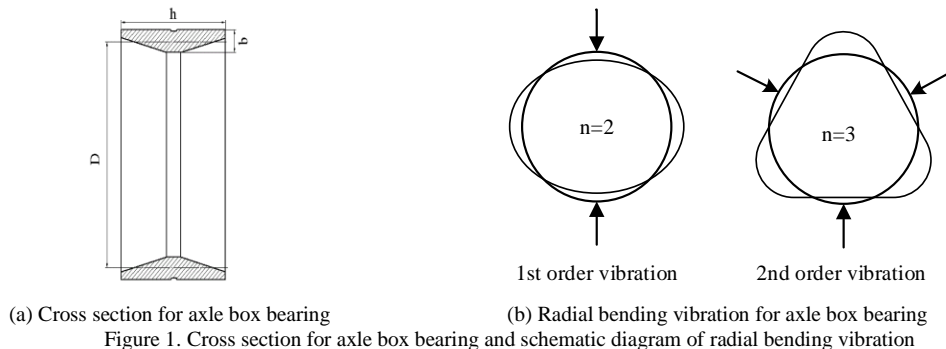 h
b
D
n=2
n=3
1st order vibration
2nd order vibration
(a) Cross section for axle box bearing
(b) Radial bending vibration for axle box bearing
Figure 1. Cross section for axle box bearing and schematic diagram of radial bending vibration